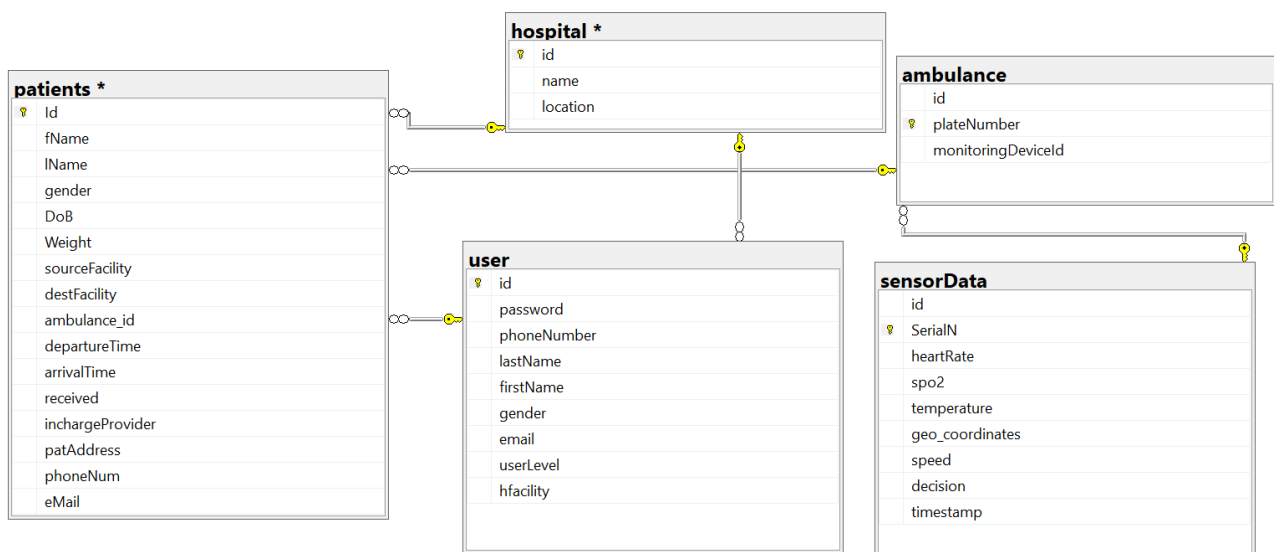 hospital *
id
name
location
patients *
Id
fName
lName
gender
DoB
Weight
sourceFacility
destFacility
ambulance_id
departureTime
arrivalTime
received
inchargeProvider
patAddress
phoneNum
eMail
ambulance
id
plateNumber
monitoringDeviceId
user
id
password
phoneNumber
lastName
firstName
gender
email
userLevel
hfacility
sensorData
id
SerialN
heartRate
spo2
temperature
geo_coordinates
speed
decision
timestamp